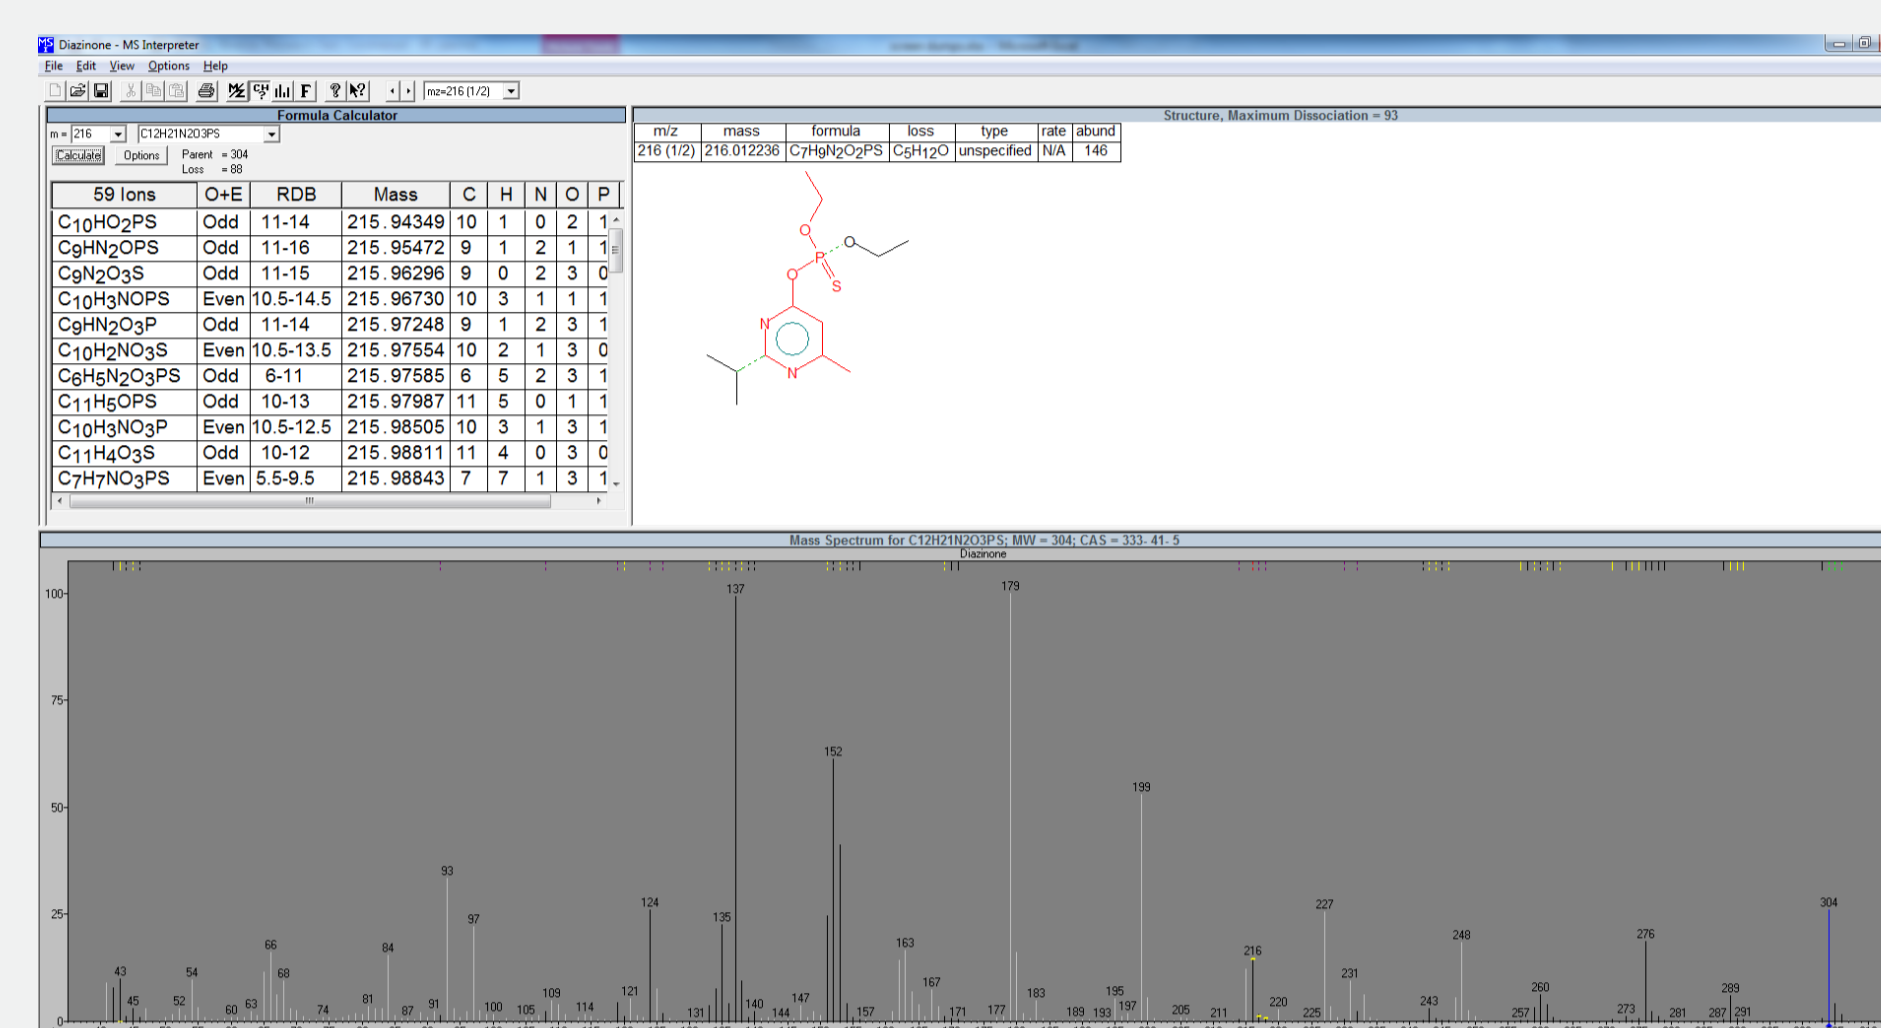 Diazinone - MS Interpreter
File Edit View Options Help
mz=216 (1/2)
Formula Calculator
m = 216 C12H21N2O3PS
Calculate Options Parent = 304
Loss = 88
59 Ions O+E RDB Mass C H N O P
C10HO2PS Odd 11-14 215.94349 10 1 0 2 1
C9HN2OPS Odd 11-16 215.95472 9 1 2 1 1
C9N2O3S Odd 11-15 215.96296 9 0 2 3 0
C10H3NOPS Even 10.5-14.5 215.96730 10 3 1 1 1
C9HN2O3P Odd 11-14 215.97248 9 1 2 3 1
C10H2NO3S Even 10.5-13.5 215.97554 10 2 1 3 0
C6H5N2O3PS Odd 6-11 215.97585 6 5 2 3 1
C11H5OPS Odd 10-13 215.97987 11 5 0 1 1
C10H3NO3P Even 10.5-12.5 215.98505 10 3 1 3 1
C11H4O3S Odd 10-12 215.98811 11 4 0 3 0
C7H7NO3PS Even 5.5-9.5 215.98843 7 7 1 3 1
Structure, Maximum Dissociation = 93
m/z mass formula loss type rate abund
216 (1/2) 216.012236 C7H9N2O2PS C5H12O unspecified N/A 146
O
O
P
O
S
N
N
Mass Spectrum for C12H21N2O3PS; MW = 304; CAS = 333- 41- 5
Diazinone
100
137
179
75
152
199
50
93
25
124
227
304
135
97
276
248
66
84
163
216
43
54
68
231
167
260
289
45
52
60
63
74
81
87
91
100
105
109
114
121
131
140
144
147
157
171
177
183
189
193
195
197
205
211
220
225
243
257
273
281
287
291
0